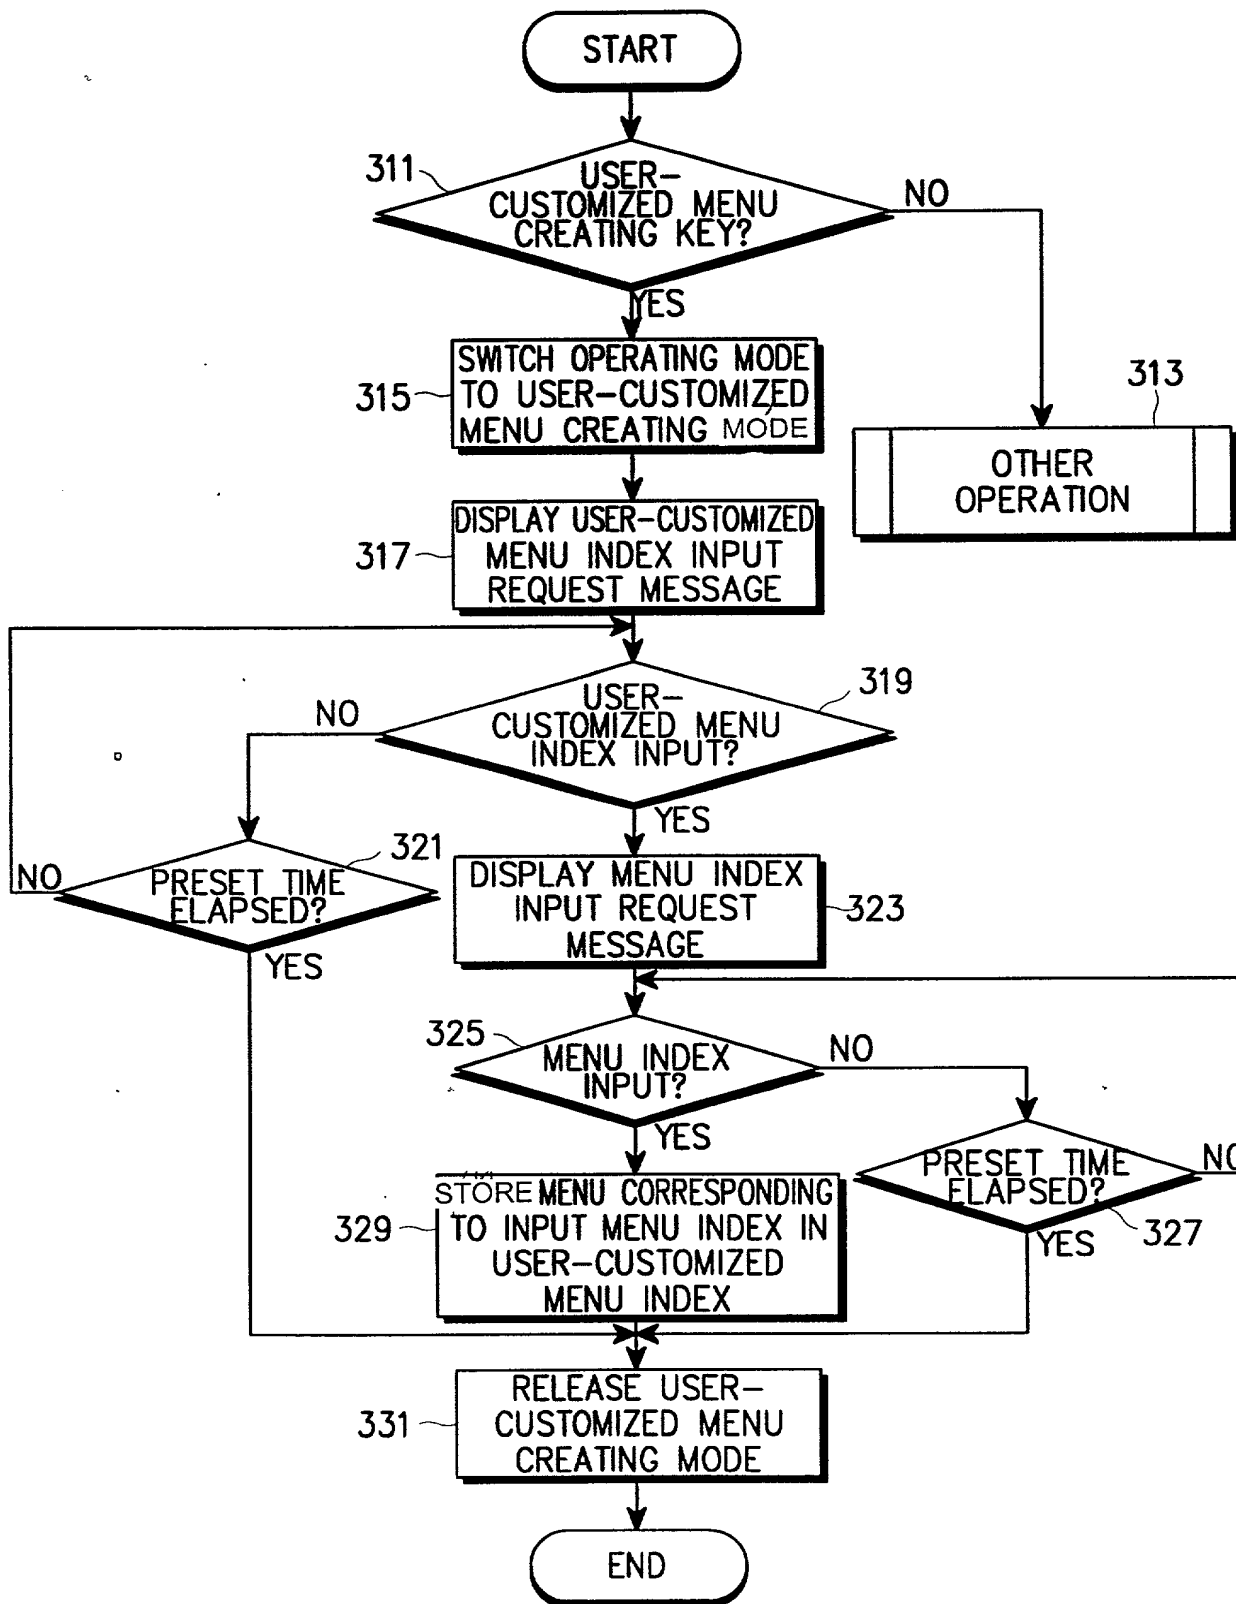 START
311
USER-
CUSTOMIZED MENU
CREATING KEY?
NO
YES
SWITCH OPERATING MODE
TO USER-CUSTOMIZED
MENU CREATING MODE
315
313
OTHER
OPERATION
DISPLAY USER-CUSTOMIZED
MENU INDEX INPUT
REQUEST MESSAGE
317
319
USER-
CUSTOMIZED MENU
INDEX INPUT?
NO
YES
321
PRESET TIME
ELAPSED?
NO
YES
DISPLAY MENU INDEX
INPUT REQUEST
MESSAGE
323
325
MENU INDEX
INPUT?
NO
YES
PRESET TIME
ELAPSED?
NO
YES
327
STORE MENU CORRESPONDING
TO INPUT MENU INDEX IN
USER-CUSTOMIZED
MENU INDEX
329
RELEASE USER-
CUSTOMIZED MENU
CREATING MODE
331
END